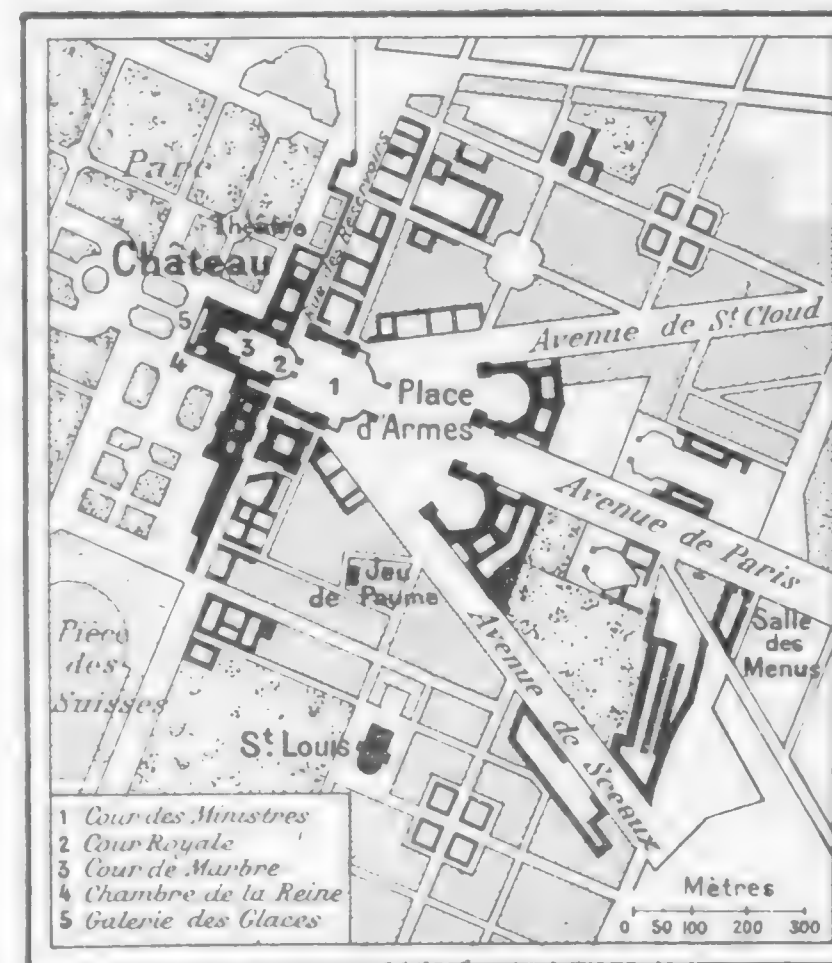 Parc
Théâtre
Château
Rue des Réservoirs
5
4
3
2
1
Place
d'Armes
Avenue de St. Cloud
Avenue de Paris
Avenue de Sceaux
Jeu
de Paume
Salle
des
Menus
Pièce
des
Suisses
St. Louis
1 Cour des Ministres
2 Cour Royale
3 Cour de Marbre
4 Chambre de la Reine
5 Galerie des Glaces
Mètres
0 50 100 200 300